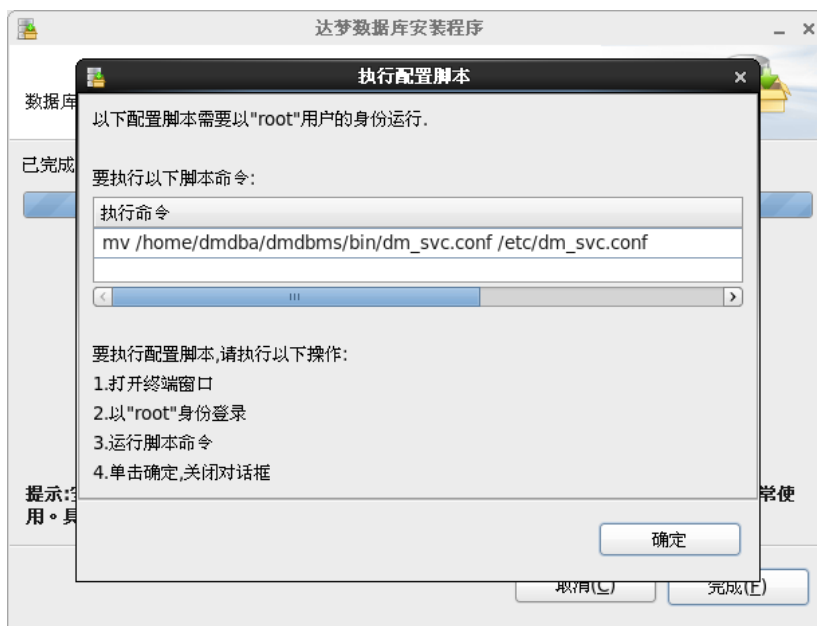 达梦数据库安装程序
执行配置脚本
数据库
以下配置脚本需要以"root"用户的身份运行.
已完成
要执行以下脚本命令:
执行命令
mv /home/dmdba/dmdbms/bin/dm_svc.conf /etc/dm_svc.conf
要执行配置脚本,请执行以下操作:
1.打开终端窗口
2.以"root"身份登录
3.运行脚本命令
4.单击确定,关闭对话框
提示: 常使
用。具
确定
取消(C) 完成(F)